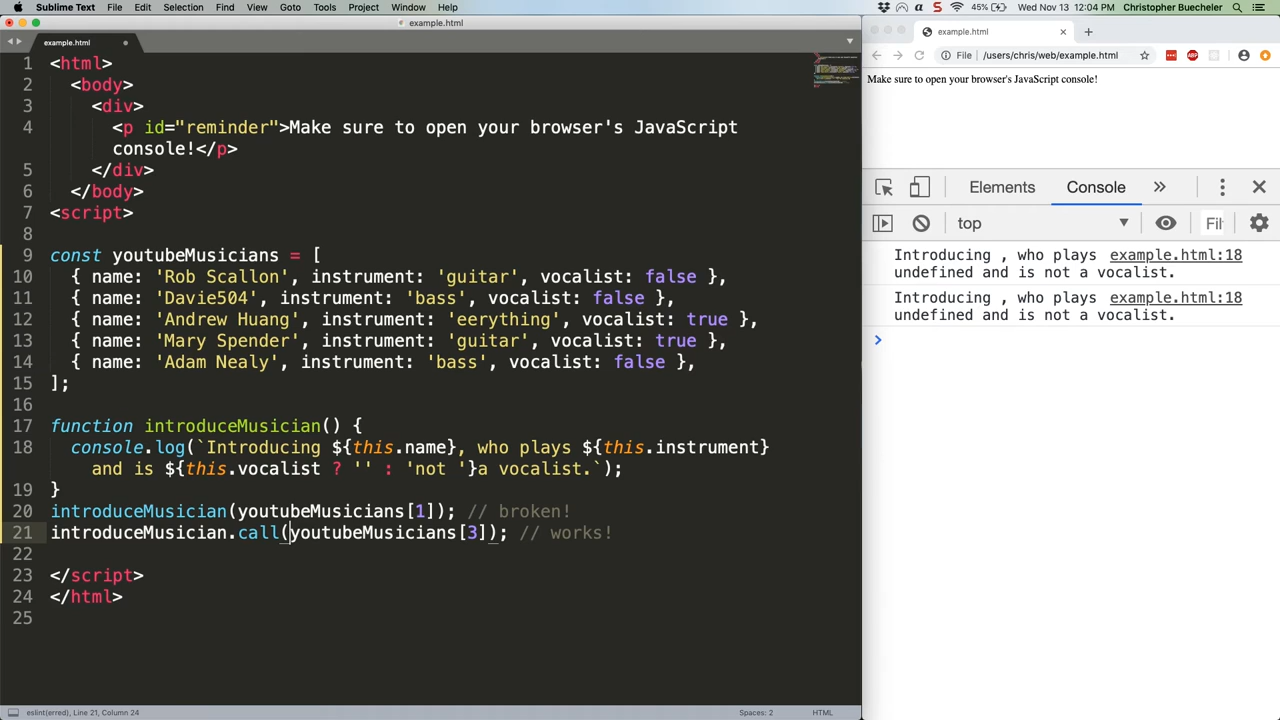 Sublime Text File Edit Selection Find View Goto Tools Project Window Help
45% Wed Nov 13 12:04 PM Christopher Buecheler
example.html
example.html
1 <html>
2 <body>
3 <div>
4 <p id="reminder">Make sure to open your browser's JavaScript
console!</p>
5 </div>
6 </body>
7 <script>
8
9 const youtubeMusicians = [
10 { name: 'Rob Scallon', instrument: 'guitar', vocalist: false },
11 { name: 'Davie504', instrument: 'bass', vocalist: false },
12 { name: 'Andrew Huang', instrument: 'eerything', vocalist: true },
13 { name: 'Mary Spender', instrument: 'guitar', vocalist: true },
14 { name: 'Adam Nealy', instrument: 'bass', vocalist: false },
15 ];
16
17 function introduceMusician() {
18 console.log(`Introducing ${this.name}, who plays ${this.instrument}
and is ${this.vocalist ? '' : 'not '}a vocalist.`);
19 }
20 introduceMusician(youtubeMusicians[1]); // broken!
21 introduceMusician.call(youtubeMusicians[3]); // works!
22
23 </script>
24 </html>
25
eslint(erred), Line 21, Column 24
Spaces: 2 HTML
example.html
File /users/chris/web/example.html
Make sure to open your browser's JavaScript console!
Elements Console
top Fil
Introducing , who plays example.html:18
undefined and is not a vocalist.
Introducing , who plays example.html:18
undefined and is not a vocalist.